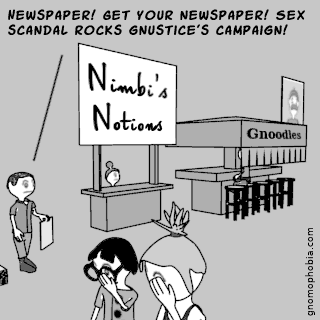 NEWSPAPER! GET YOUR NEWSPAPER! SEX
SCANDAL ROCKS GNUSTICE'S CAMPAIGN!
Nimbi's
Notions
Gnoodles
gnomophobia.com